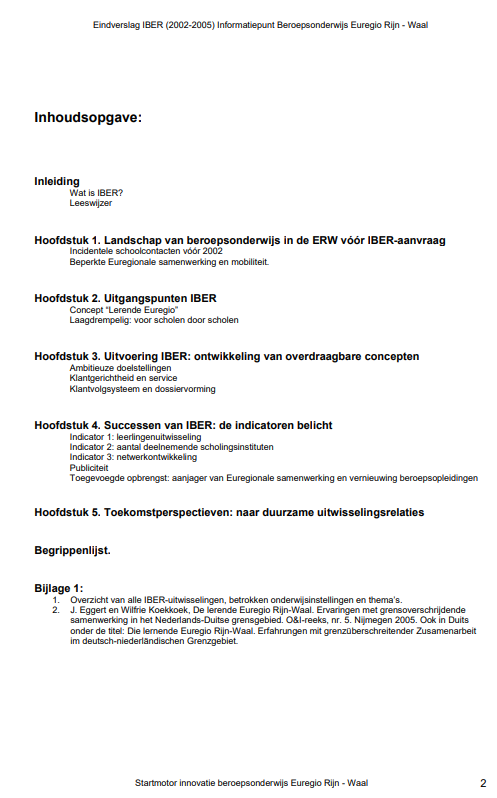 Eindverslag IBER (2002-2005) Informatiepunt Beroepsonderwijs Euregio Rijn - Waal
Inhoudsopgave:
Inleiding
Wat is IBER?
Leeswijzer
Hoofdstuk 1. Landschap van beroepsonderwijs in de ERW vóór IBER-aanvraag
Incidentele schoolcontacten vóór 2002
Beperkte Euregionale samenwerking en mobiliteit.
Hoofdstuk 2. Uitgangspunten IBER
Concept "Lerende Euregio"
Laagdrempelig: voor scholen door scholen
Hoofdstuk 3. Uitvoering IBER: ontwikkeling van overdraagbare concepten
Ambitieuze doelstellingen
Klantgerichtheid en service
Klantvolgsysteem en dossiervorming
Hoofdstuk 4. Successen van IBER: de indicatoren belicht
Indicator 1: leerlingenuitwisseling
Indicator 2: aantal deelnemende scholingsinstituten
Indicator 3: netwerkontwikkeling
Publiciteit
Toegevoegde opbrengst: aanjager van Euregionale samenwerking en vernieuwing beroepsopleidingen
Hoofdstuk 5. Toekomstperspectieven: naar duurzame uitwisselingsrelaties
Begrippenlijst.
Bijlage 1:
1. Overzicht van alle IBER-uitwisselingen, betrokken onderwijsinstellingen en thema's.
2. J. Eggert en Wilfrie Koekkoek, De lerende Euregio Rijn-Waal. Ervaringen met grensoverschrijdende
samenwerking in het Nederlands-Duitse grensgebied. O&I-reeks, nr. 5. Nijmegen 2005. Ook in Duits
onder de titel: Die lernende Euregio Rijn-Waal. Erfahrungen mit grenzüberschreitender Zusammenarbeit
im deutsch-niederländischen Grenzgebiet.
Startmotor innovatie beroepsonderwijs Euregio Rijn - Waal
2